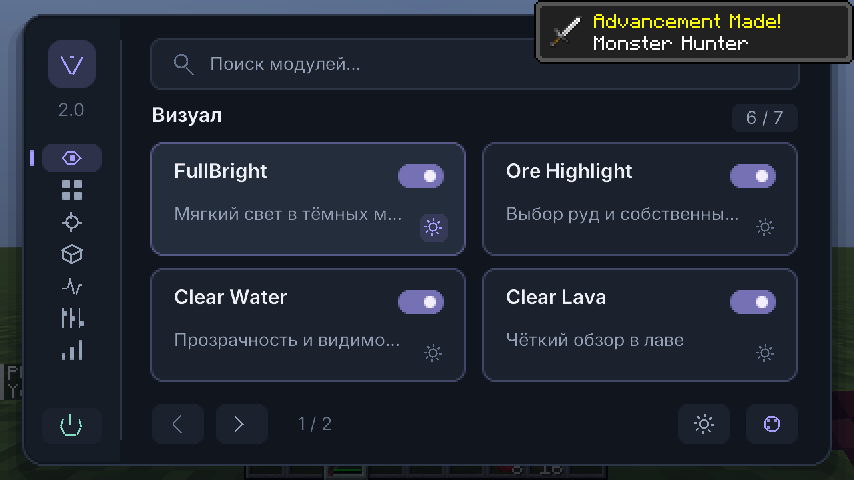 Advancement Made!
Monster Hunter
Поиск модулей...
2.0
Визуал
6 / 7
FullBright
Мягкий свет в тёмных м...
Ore Highlight
Выбор руд и собственны...
Clear Water
Прозрачность и видимо...
Clear Lava
Чёткий обзор в лаве
1 / 2